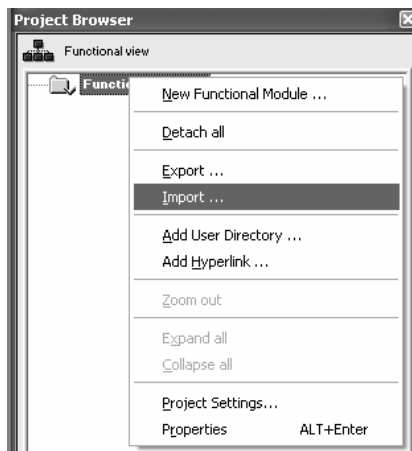 Project Browser
Functional view
Functio
New Functional Module ...
Detach all
Export ...
Import ...
Add User Directory ...
Add Hyperlink ...
Zoom out
Expand all
Collapse all
Project Settings...
Properties ALT+Enter